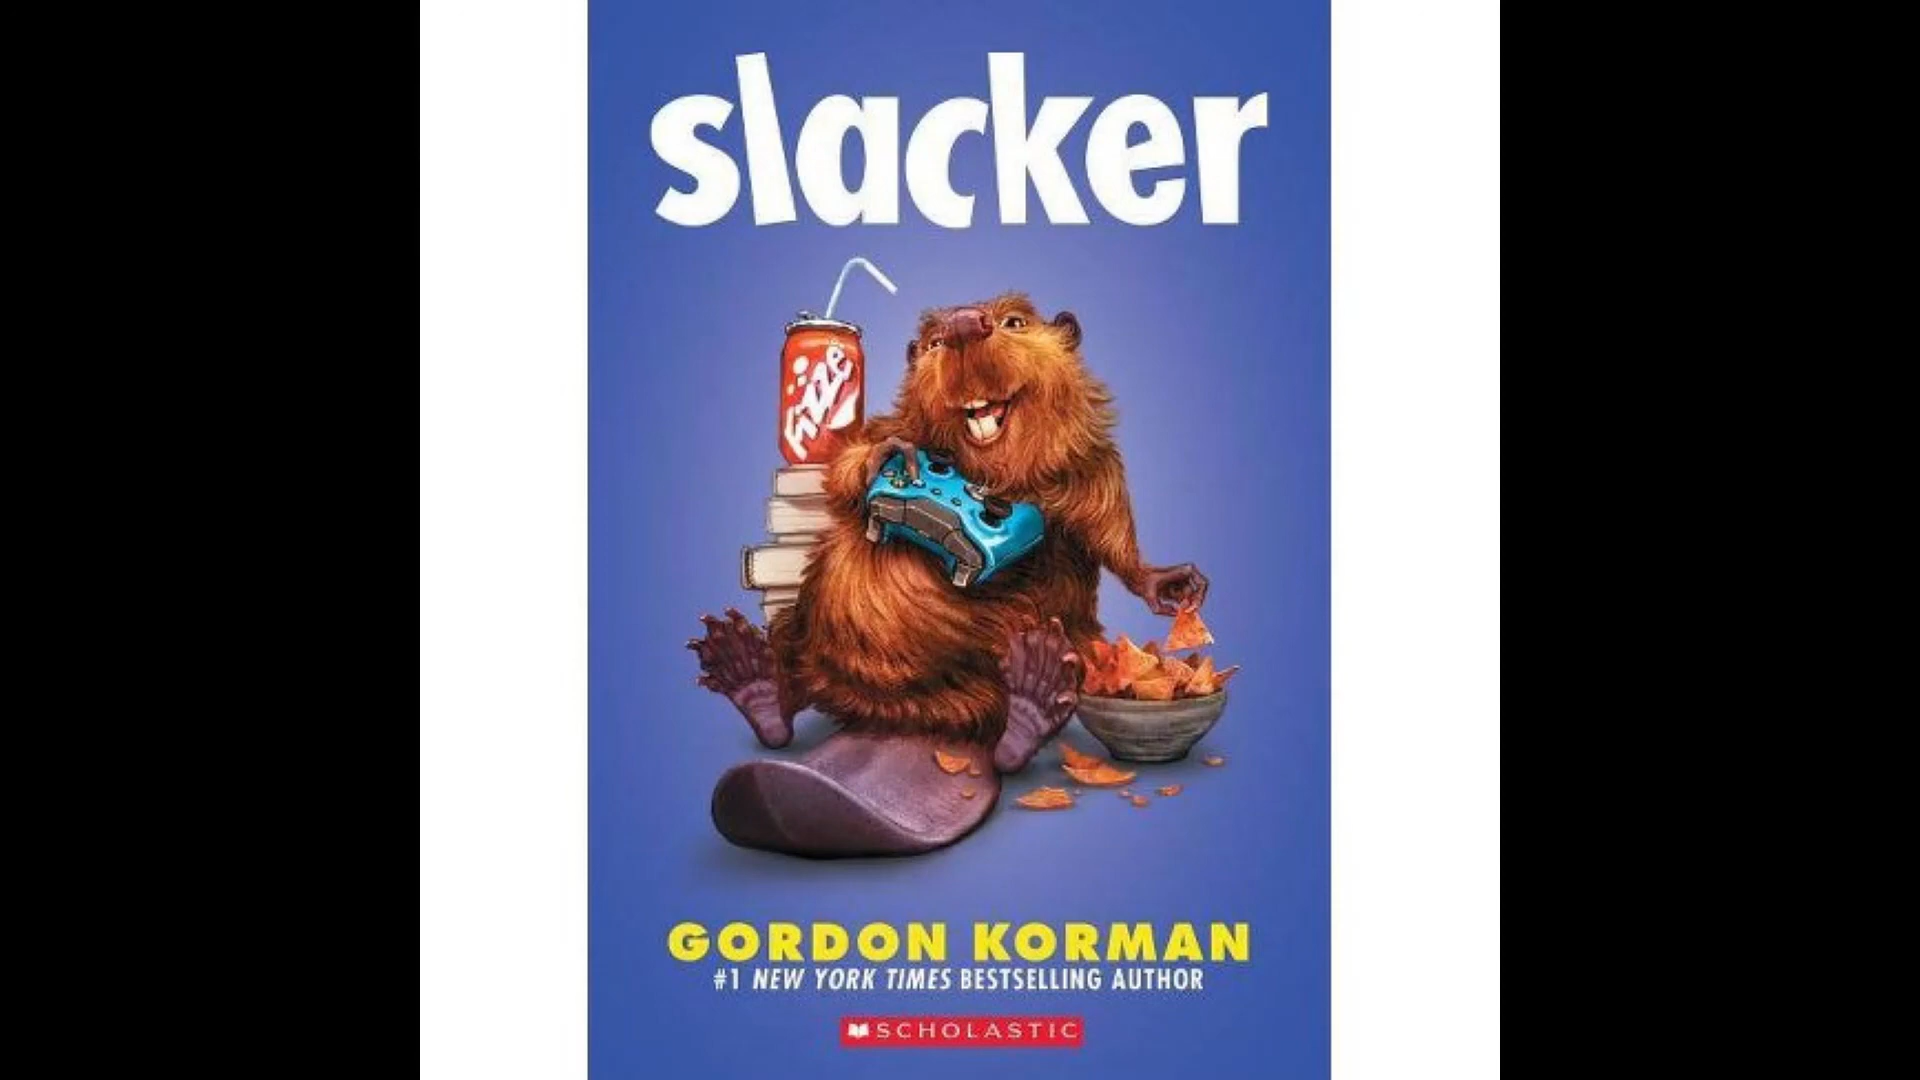 slacker
fizze
GORDON KORMAN
#1 NEW YORK TIMES BESTSELLING AUTHOR
SCHOLASTIC